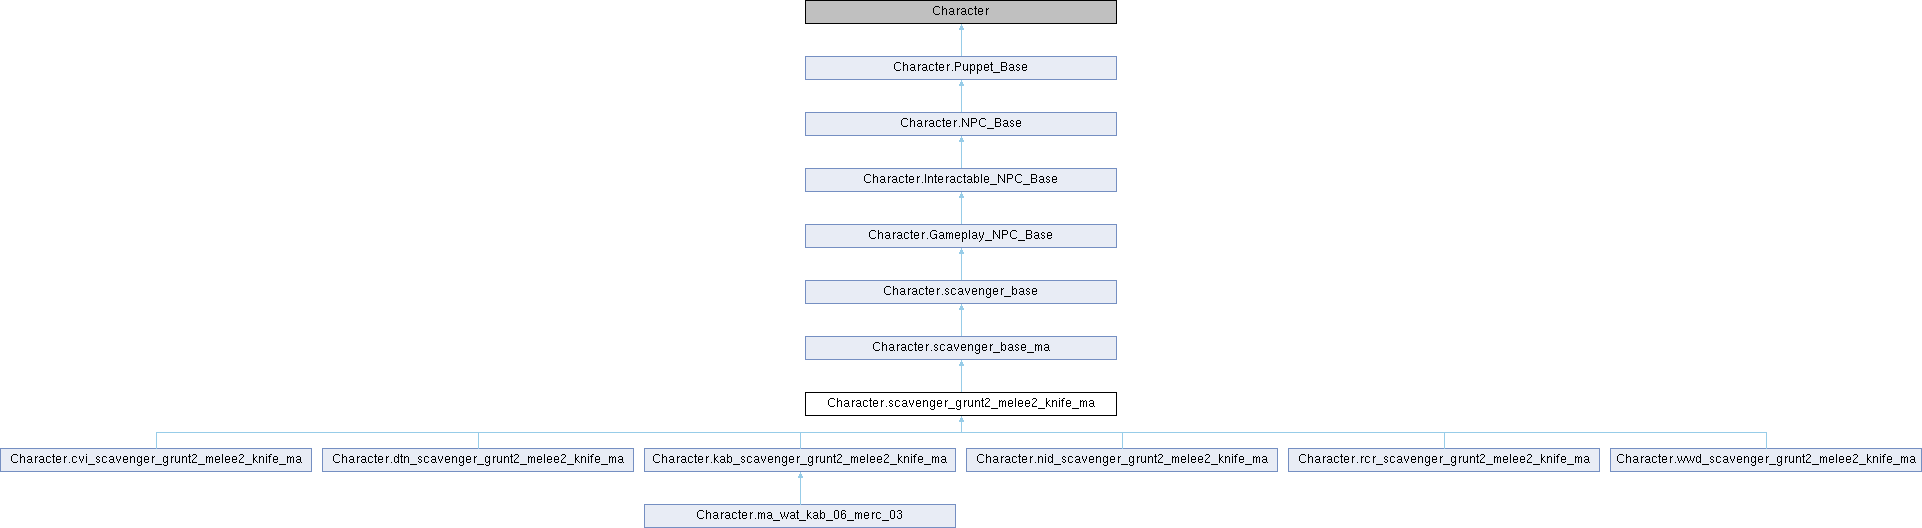 Character
Character.Puppet_Base
Character.NPC_Base
Character.Interactable_NPC_Base
Character.Gameplay_NPC_Base
Character.scavenger_base
Character.scavenger_base_ma
Character.scavenger_grunt2_melee2_knife_ma
Character.cvi_scavenger_grunt2_melee2_knife_ma
Character.dtn_scavenger_grunt2_melee2_knife_ma
Character.kab_scavenger_grunt2_melee2_knife_ma
Character.nid_scavenger_grunt2_melee2_knife_ma
Character.rcr_scavenger_grunt2_melee2_knife_ma
Character.wwd_scavenger_grunt2_melee2_knife_ma
Character.ma_wat_kab_06_merc_03